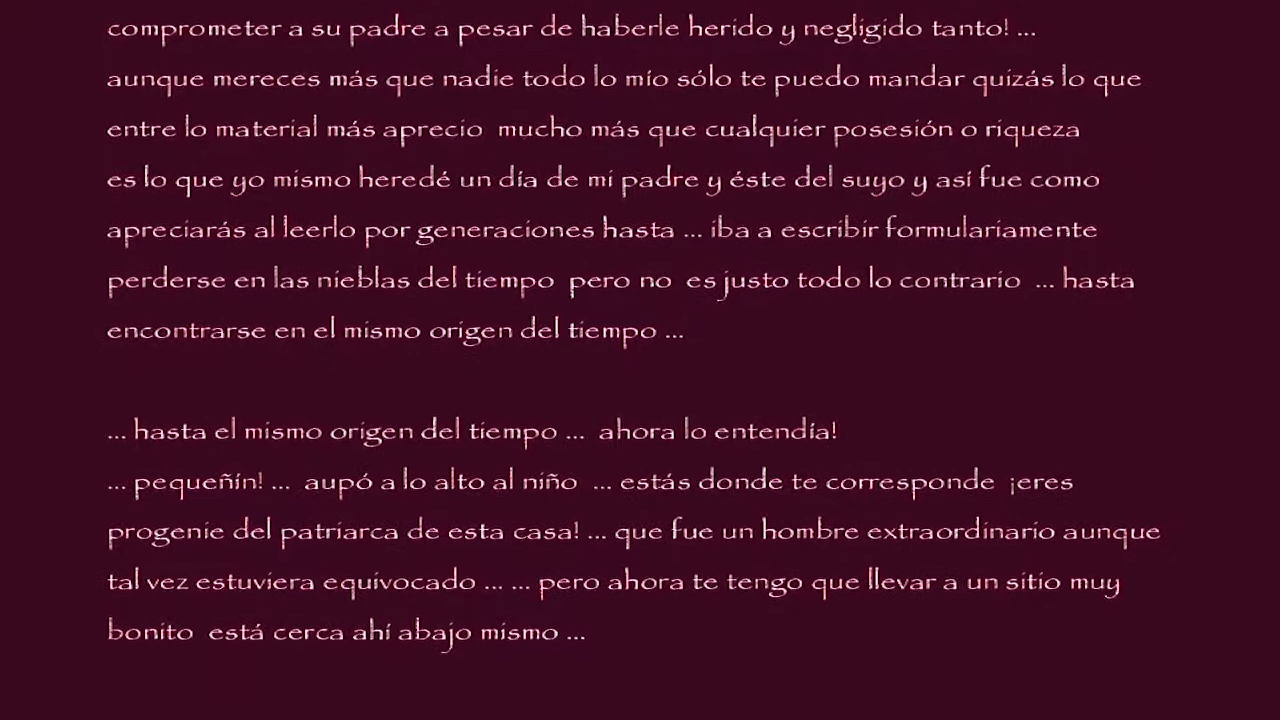 comprometer a su padre a pesar de haberle herido y negligido tanto! ...
aunque mereces más que nadie todo lo mío sólo te puedo mandar quizás lo que
entre lo material más aprecio  mucho más que cualquier posesión o riqueza
es lo que yo mismo heredé un día de mi padre y éste del suyo y así fue como
apreciarás al leerlo por generaciones hasta ... iba a escribir formulariamente
perderse en las nieblas del tiempo  pero no  es justo todo lo contrario  ... hasta
encontrarse en el mismo origen del tiempo ...
... hasta el mismo origen del tiempo ...  ahora lo entendía!
... pequeñín! ...  aupó a lo alto al niño  ... estás donde te corresponde  ¡eres
progenie del patriarca de esta casa! ... que fue un hombre extraordinario aunque
tal vez estuviera equivocado ... ... pero ahora te tengo que llevar a un sitio muy
bonito  está cerca ahí abajo mismo ...